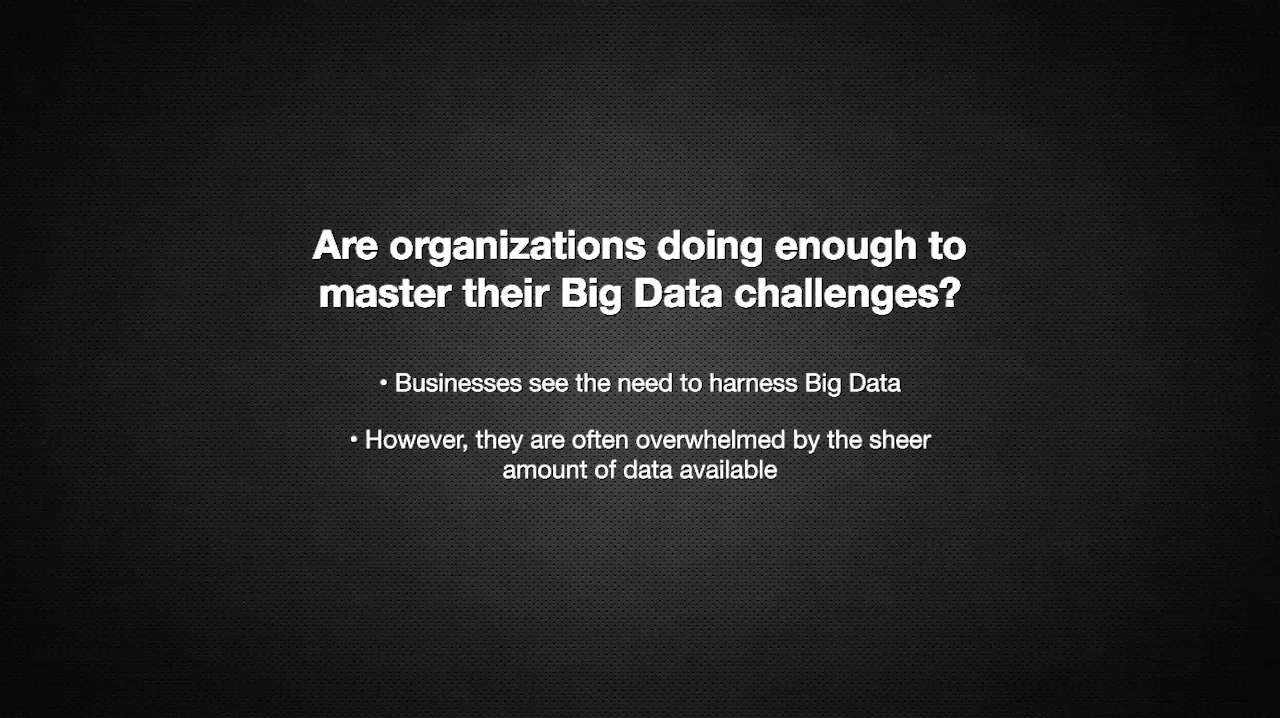 Are organizations doing enough to
master their Big Data challenges?
• Businesses see the need to harness Big Data
• However, they are often overwhelmed by the sheer
amount of data available